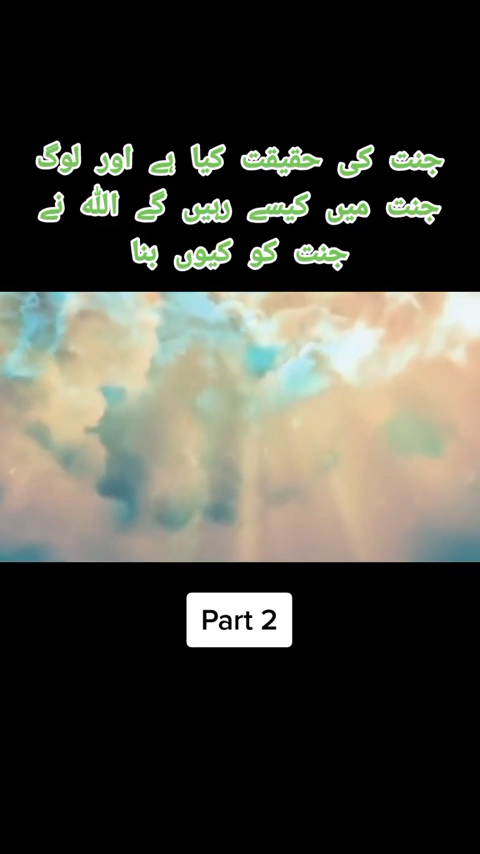 جنت کی حقیقت کیا ہے اور لوگ
جنت میں کیسے رہیں گے اللہ نے
جنت کو کیوں بنا
Part 2